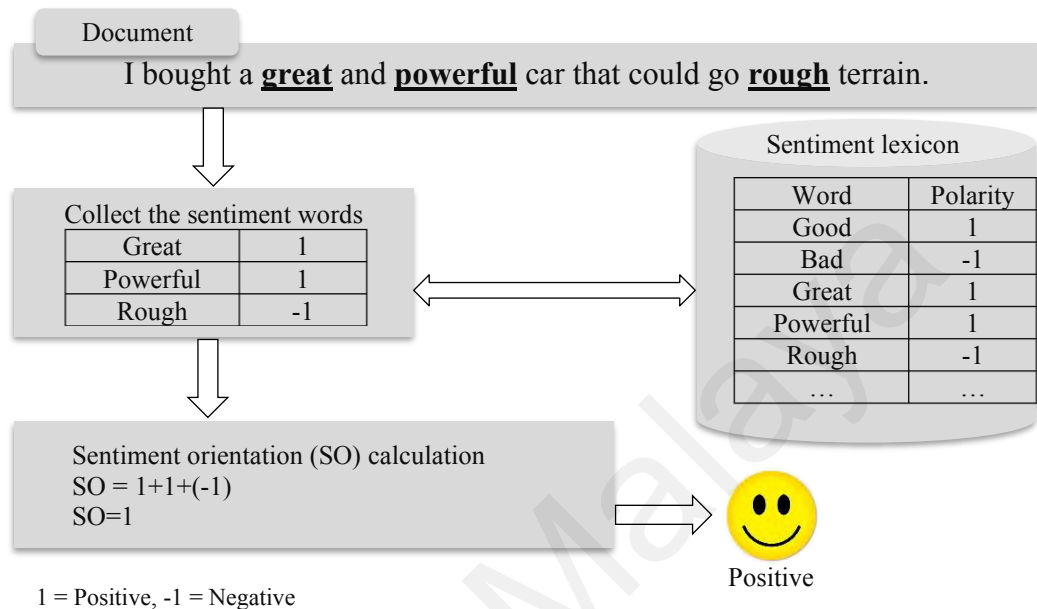 Document
I bought a great and powerful car that could go rough terrain.
Sentiment lexicon
Word Polarity
Good 1
Bad -1
Great 1
Powerful 1
Rough -1
… …
Collect the sentiment words
Great 1
Powerful 1
Rough -1
Sentiment orientation (SO) calculation
SO = 1+1+(-1)
SO=1
Positive
1 = Positive, -1 = Negative
Malaya